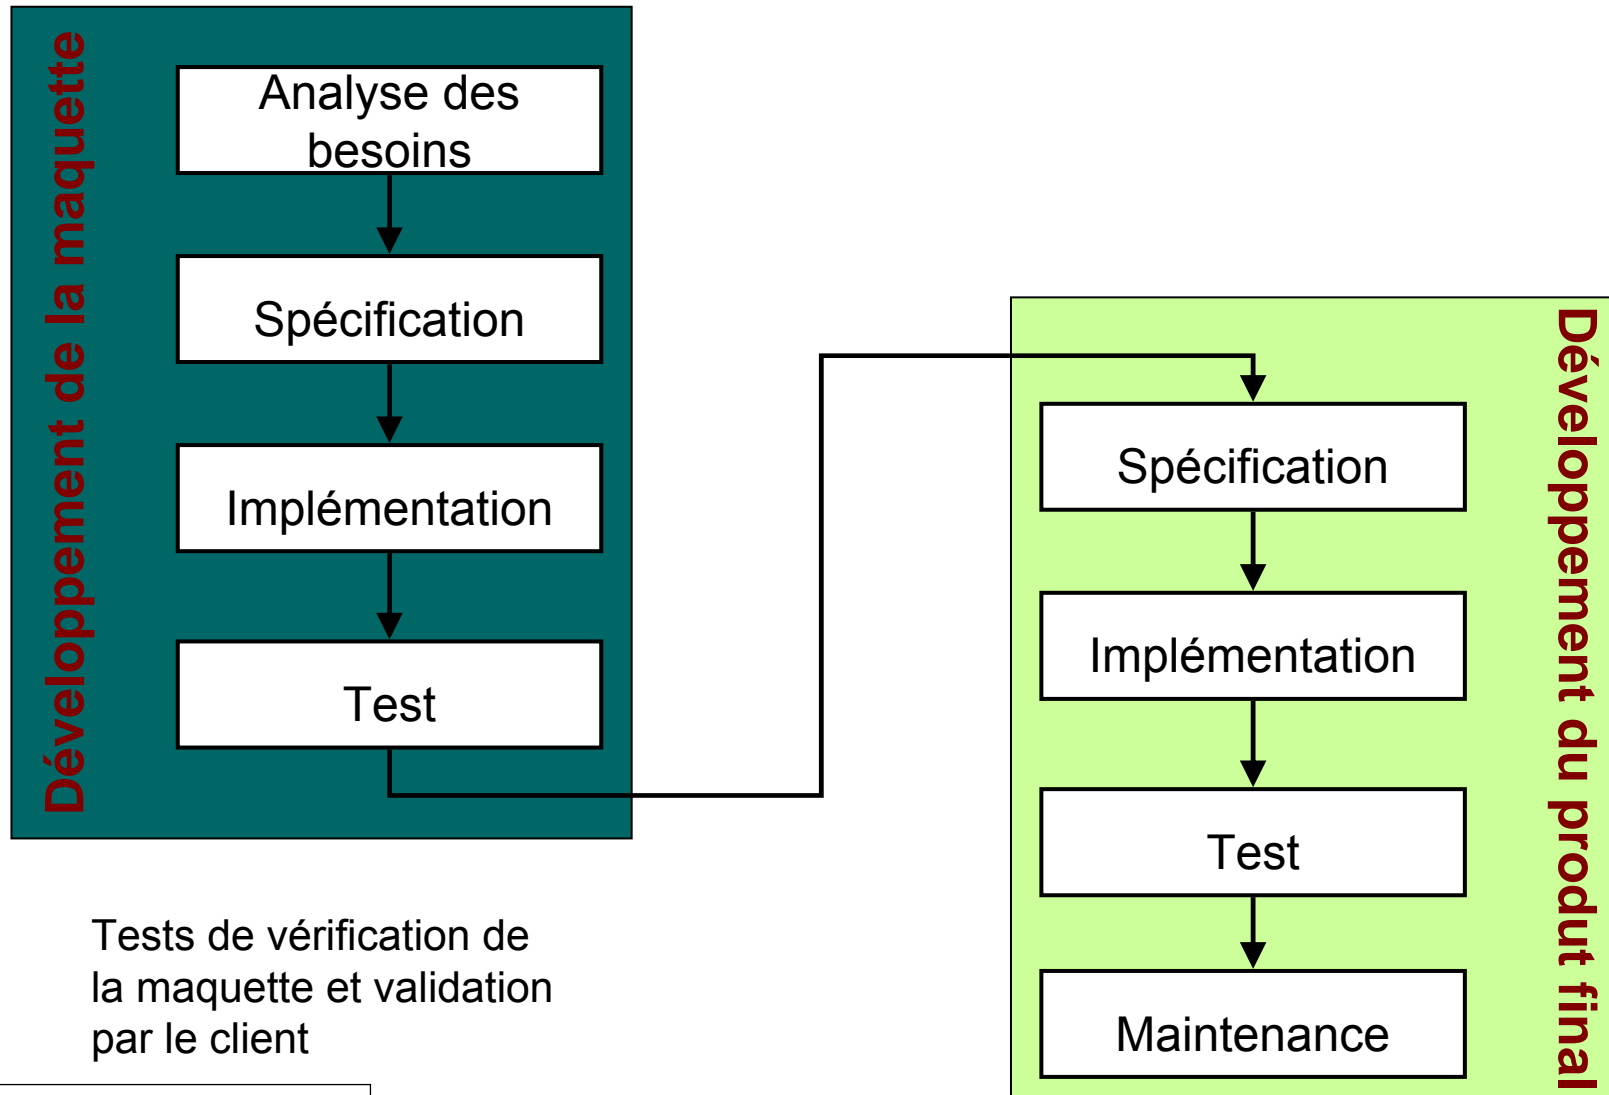 Développement de la maquette
Analyse des
besoins
Spécification
Implémentation
Test
Tests de vérification de
la maquette et validation
par le client
Développement du produt final
Spécification
Implémentation
Test
Maintenance